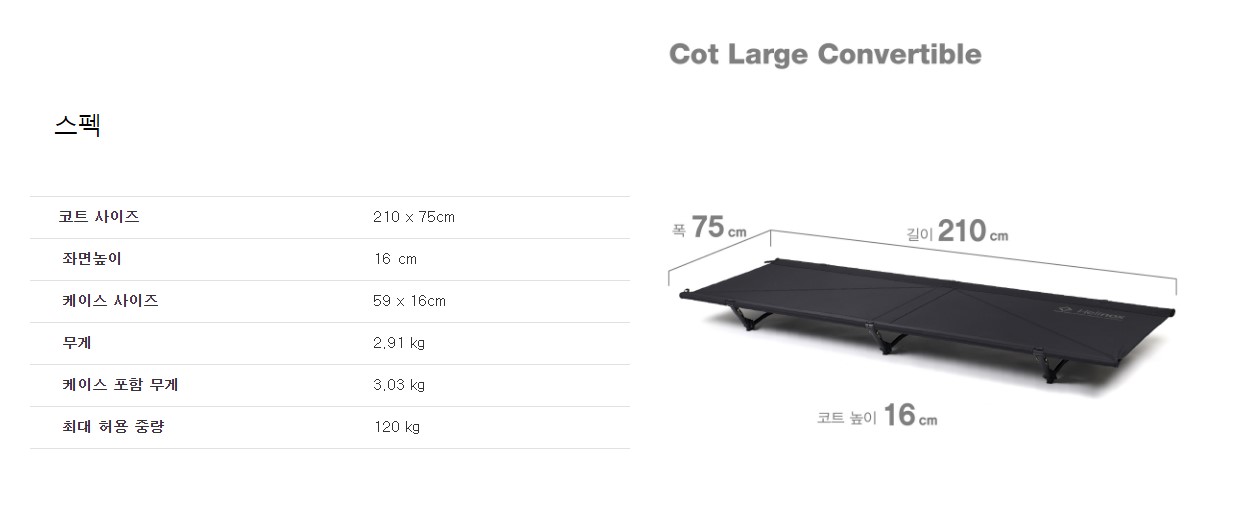 Cot Large Convertible
스펙
코트 사이즈 210 x 75cm
좌면높이 16 cm
케이스 사이즈 59 x 16cm
무게 2.91 kg
케이스 포함 무게 3.03 kg
최대 허용 중량 120 kg
폭 75 cm
길이 210 cm
Helinox
코트 높이 16 cm